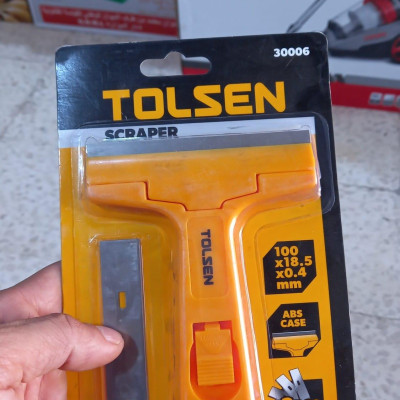 30006
TOLSEN
SCRAPER
TOLSEN
100
x18.5
x0.4
mm
ABS
CASE